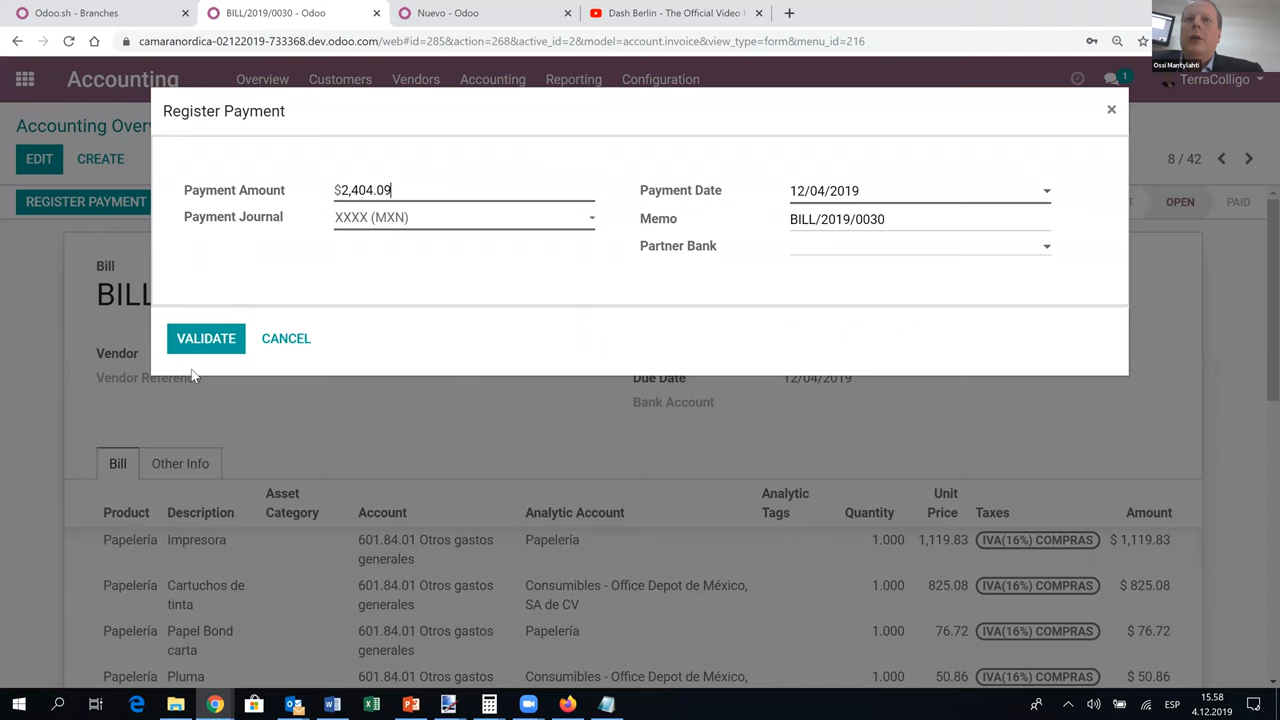 Odoo.sh - Branches
BILL/2019/0030 - Odoo
Nuevo - Odoo
Dash Berlin - The Official Video
camaranordica-02122019-733368.dev.odoo.com/web#id=285&action=268&active_id=2&model=account.invoice&view_type=form&menu_id=216
Ossi Mantylahti
Accounting
Overview
Customers
Vendors
Accounting
Reporting
Configuration
1
TerraColligo
Register Payment
×
Accounting Over
EDIT
CREATE
8 / 42
REGISTER PAYMENT
OPEN
PAID
Payment Amount
$2,404.09
Payment Date
12/04/2019
Payment Journal
XXXX (MXN)
Memo
BILL/2019/0030
Partner Bank
Bill
BILL
VALIDATE
CANCEL
Vendor
Vendor Reference
Due Date
12/04/2019
Bank Account
Bill
Other Info
Product Description Asset Category Account Analytic Account Analytic Tags Quantity Unit Price Taxes Amount
Papelería Impresora 601.84.01 Otros gastos generales Papelería 1.000 1,119.83 IVA(16%) COMPRAS $ 1,119.83
Papelería Cartuchos de tinta 601.84.01 Otros gastos generales Consumibles - Office Depot de México, SA de CV 1.000 825.08 IVA(16%) COMPRAS $ 825.08
Papelería Papel Bond carta 601.84.01 Otros gastos generales Papelería 1.000 76.72 IVA(16%) COMPRAS $ 76.72
Papelería Pluma 601.84.01 Otros gastos Consumibles - Office Depot de México, 1.000 50.86 IVA(16%) COMPRAS $ 50.86
ESP
15.58
4.12.2019